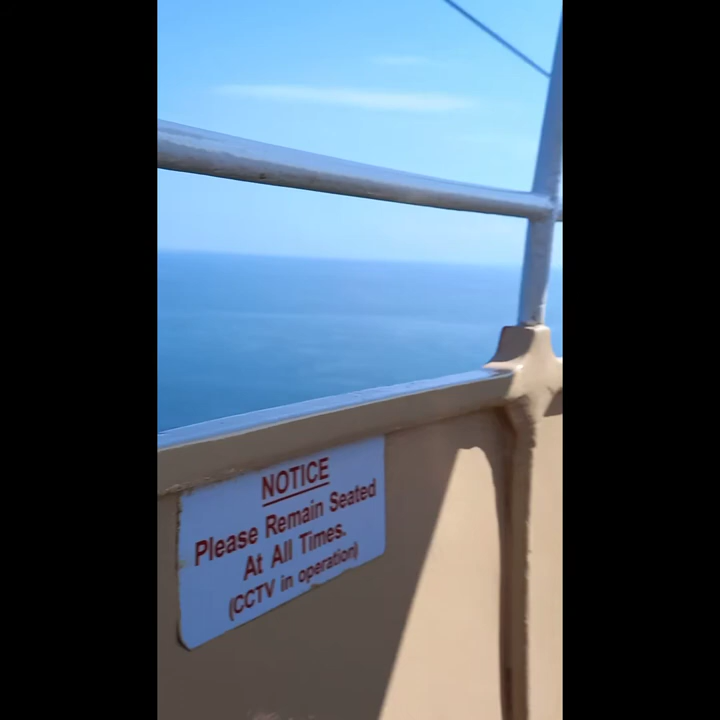 NOTICE
Please Remain Seated
At All Times.
(CCTV in operation)